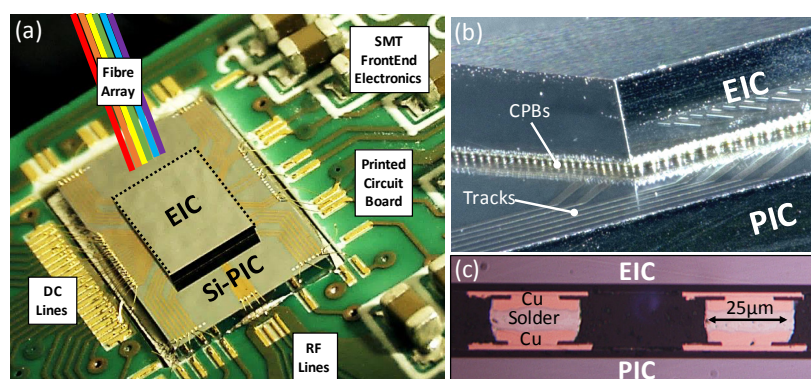 (a)
Fibre
Array
SMT
FrontEnd
Electronics
Printed
Circuit
Board
EIC
Si-PIC
DC
Lines
RF
Lines
(b)
EIC
CPBs
Tracks
PIC
(c)
EIC
Cu
Solder
Cu
25μm
PIC